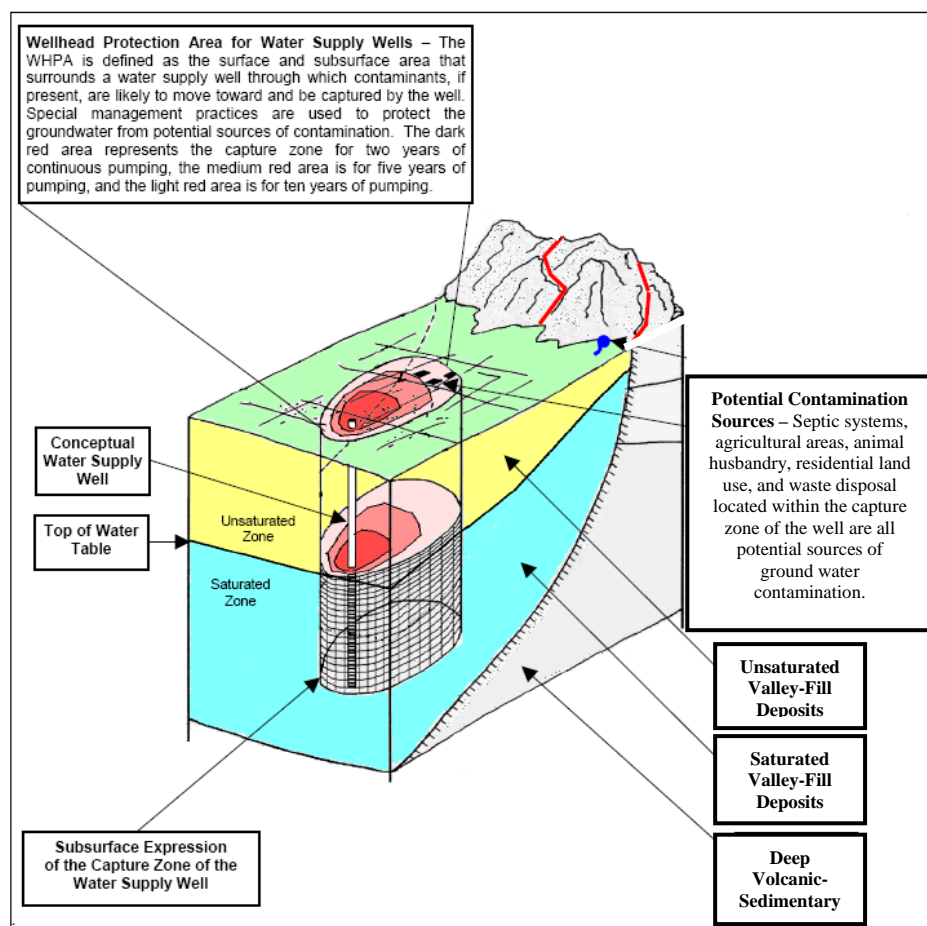 Wellhead Protection Area for Water Supply Wells – The
WHPA is defined as the surface and subsurface area that
surrounds a water supply well through which contaminants, if
present, are likely to move toward and be captured by the well.
Special management practices are used to protect the
groundwater from potential sources of contamination. The dark
red area represents the capture zone for two years of
continuous pumping, the medium red area is for five years of
pumping, and the light red area is for ten years of pumping.
Conceptual
Water Supply
Well
Top of Water
Table
Unsaturated
Zone
Saturated
Zone
Potential Contamination
Sources – Septic systems,
agricultural areas, animal
husbandry, residential land
use, and waste disposal
located within the capture
zone of the well are all
potential sources of
ground water
contamination.
Unsaturated
Valley-Fill
Deposits
Saturated
Valley-Fill
Deposits
Deep
Volcanic-
Sedimentary
Subsurface Expression
of the Capture Zone of the
Water Supply Well